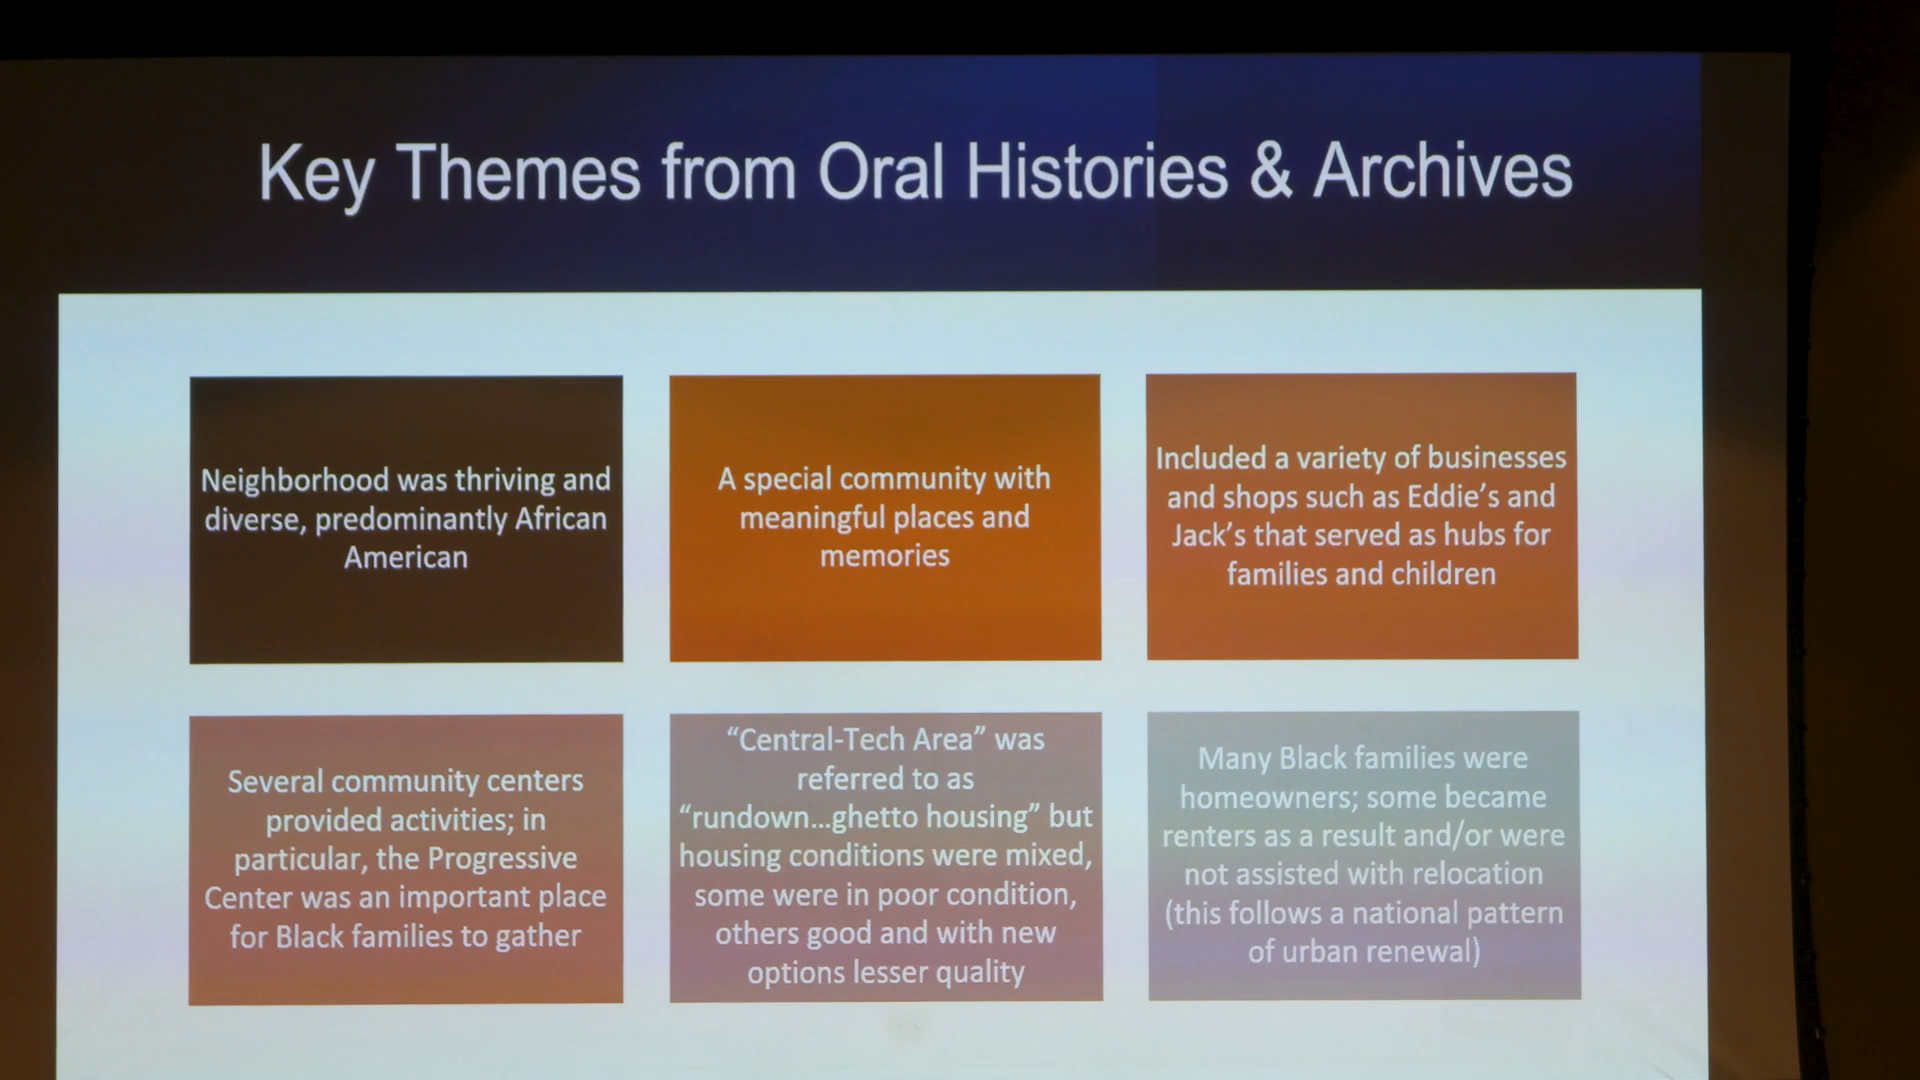 Key Themes from Oral Histories & Archives
Neighborhood was thriving and
diverse, predominantly African
American
A special community with
meaningful places and
memories
Included a variety of businesses
and shops such as Eddie’s and
Jack’s that served as hubs for
families and children
Several community centers
provided activities; in
particular, the Progressive
Center was an important place
for Black families to gather
“Central-Tech Area” was
referred to as
“rundown...ghetto housing” but
housing conditions were mixed,
some were in poor condition,
others good and with new
options lesser quality
Many Black families were
homeowners; some became
renters as a result and/or were
not assisted with relocation
(this follows a national pattern
of urban renewal)